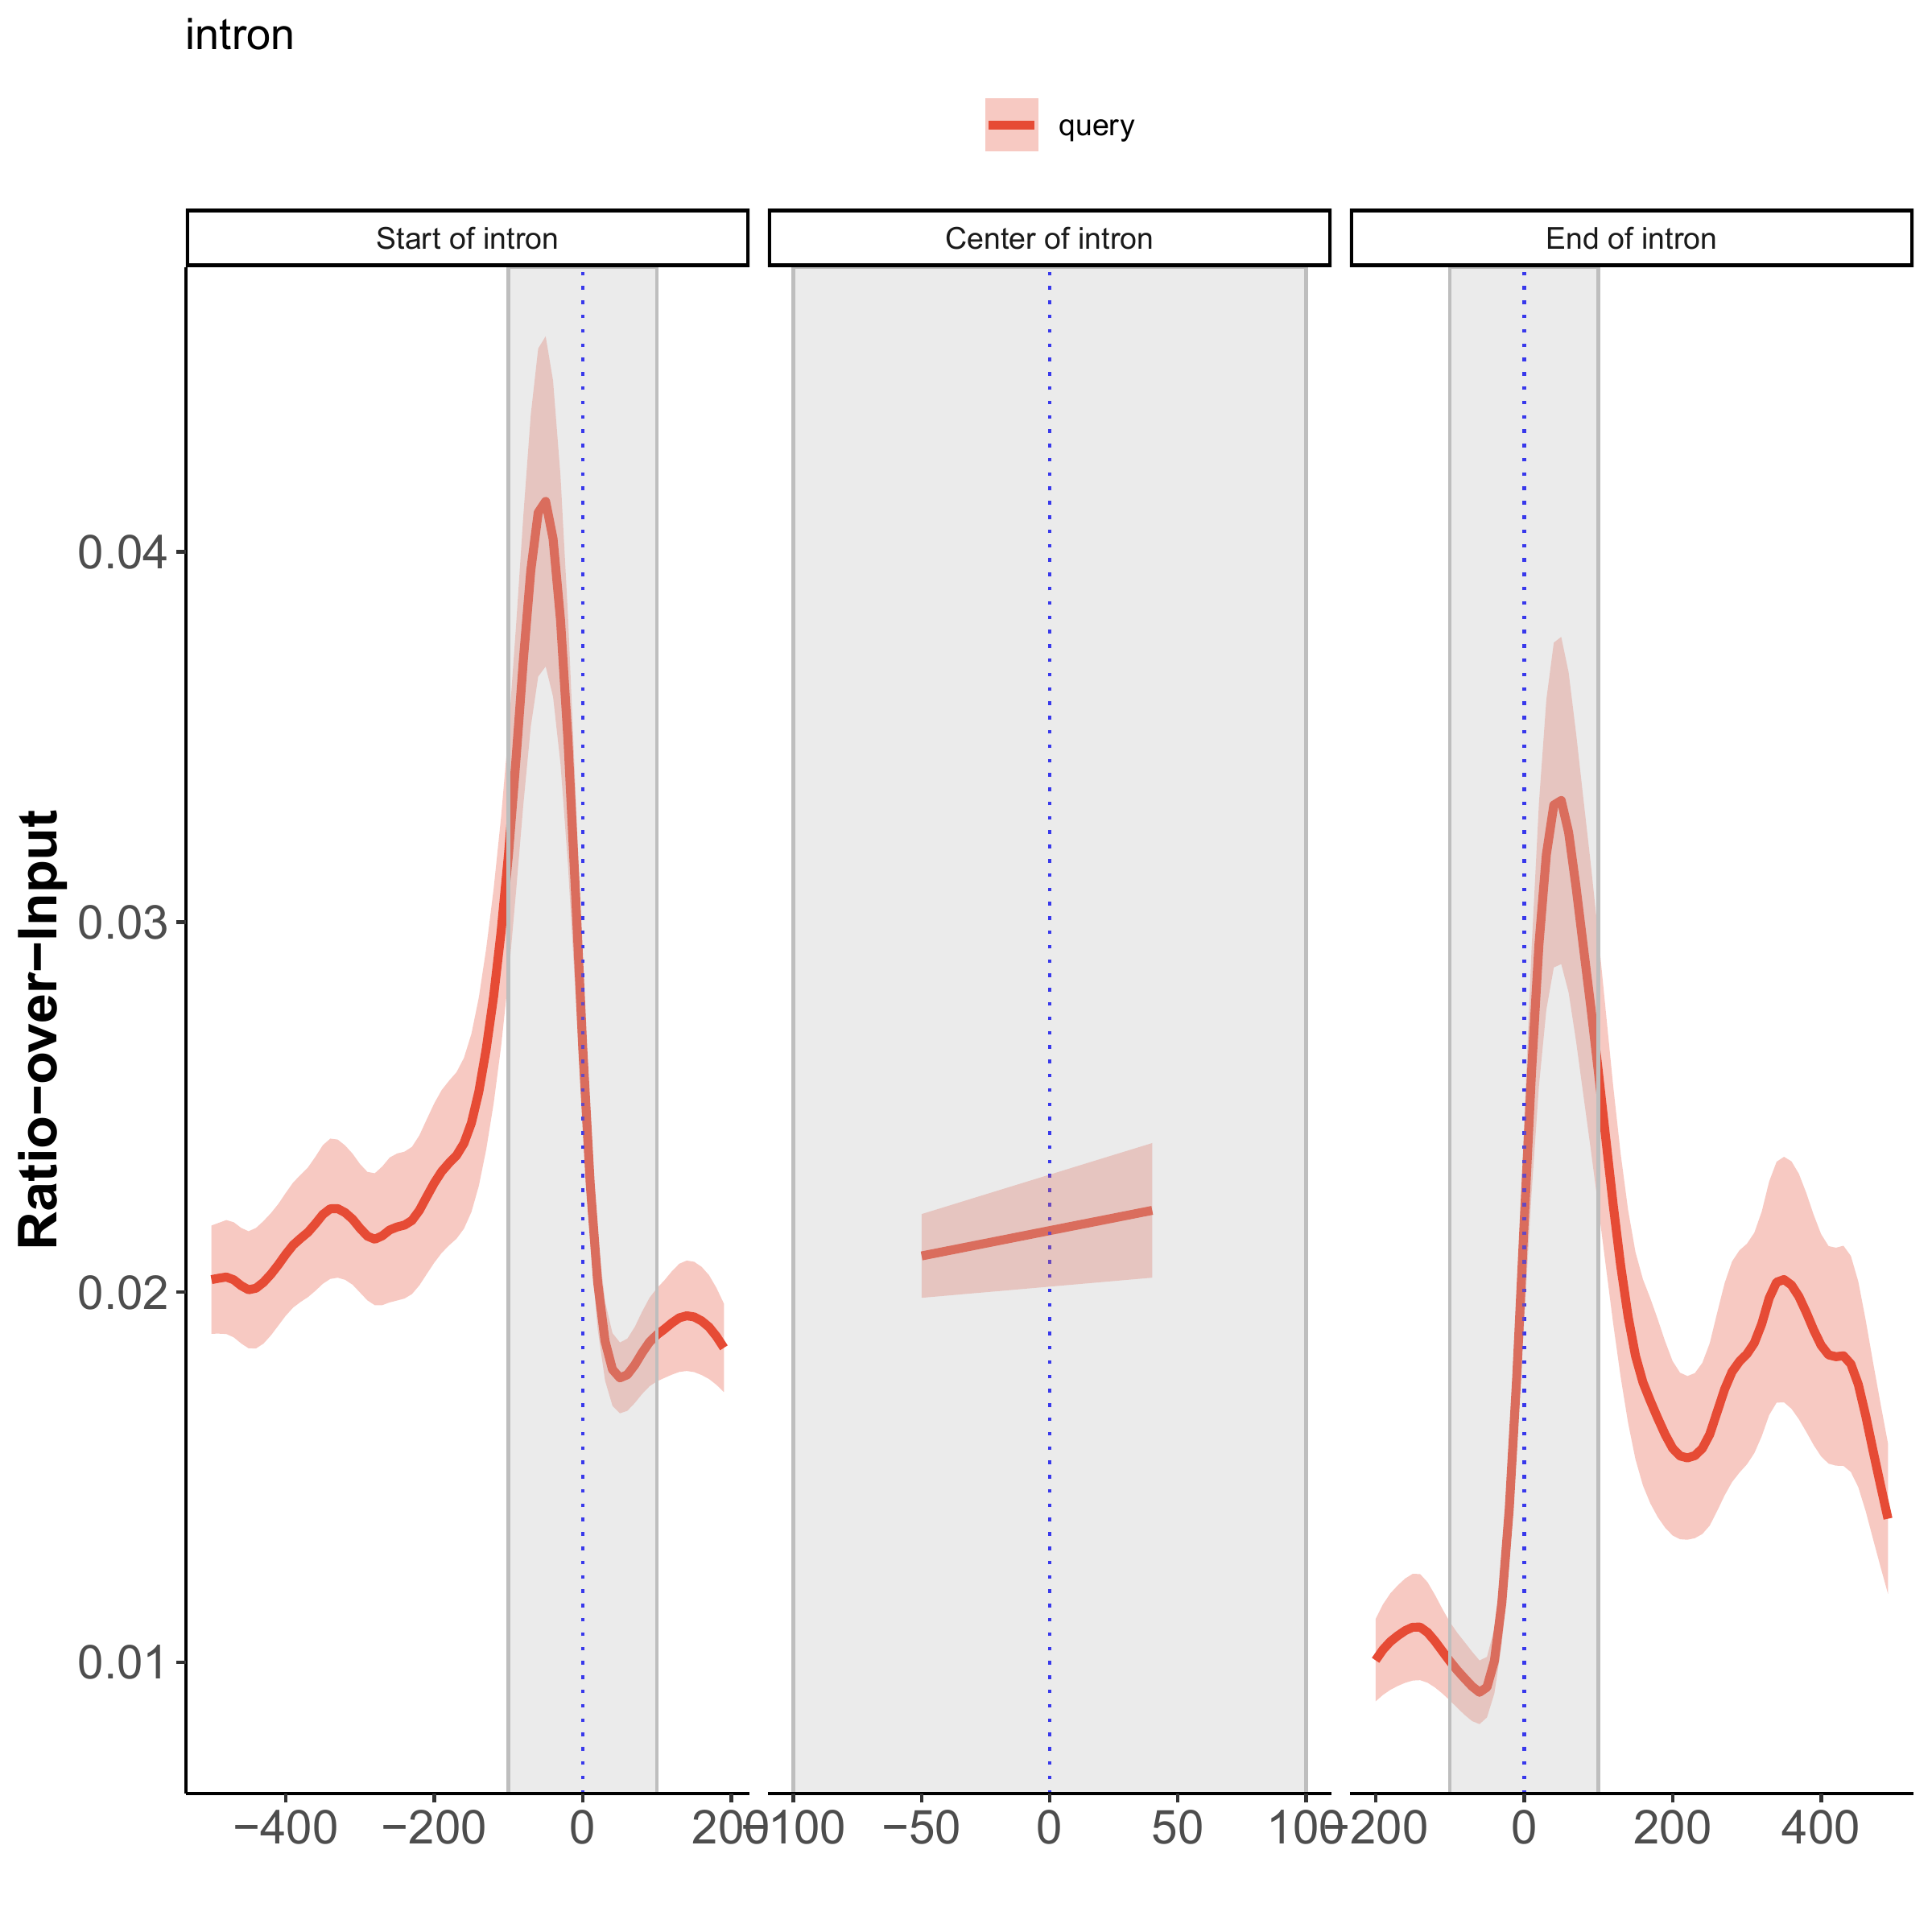 intron
query
Start of intron
Center of intron
End of intron
Ratio−over−Input
0.04
0.03
0.02
0.01
−400 −200 0 200
−100 −50 0 50 100
−200 0 200 400